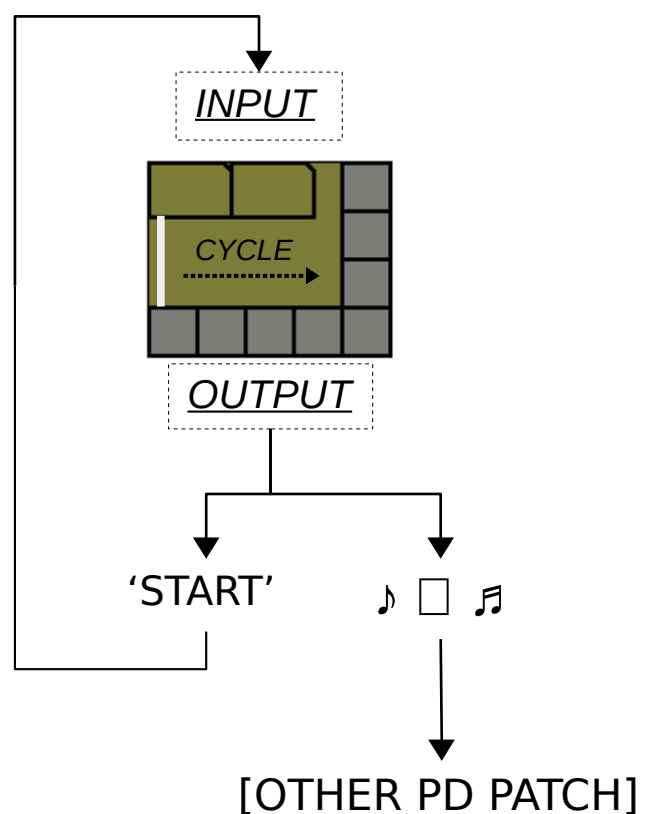 INPUT
CYCLE
OUTPUT
‘START’
♪ □ ♬
[OTHER PD PATCH]